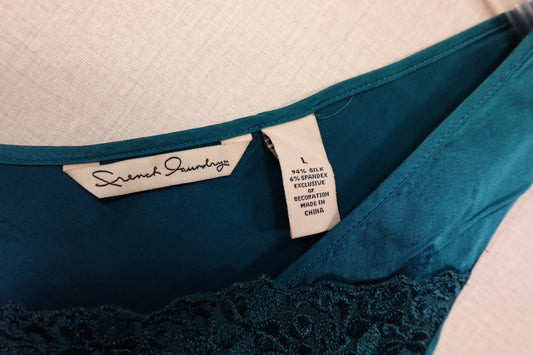 French Laundry
L
94% SILK
6% SPANDEX
EXCLUSIVE
OF
DECORATION
MADE IN
CHINA